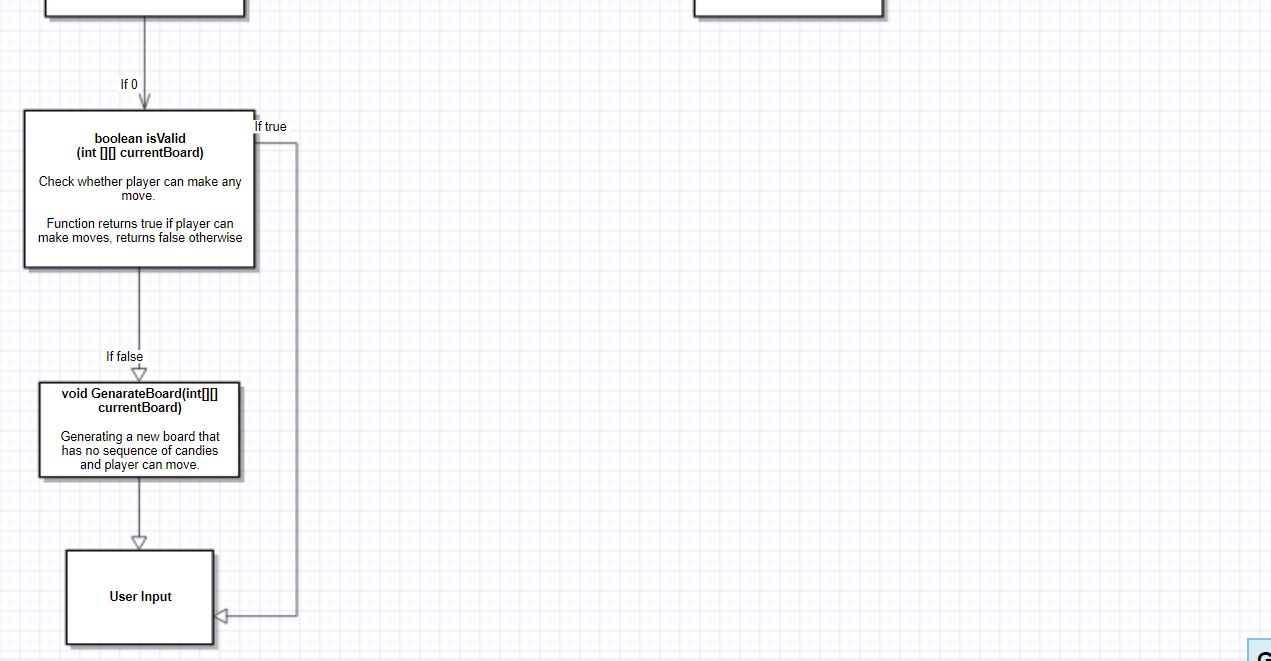 If 0
If true
boolean isValid
(int [][] currentBoard)
Check whether player can make any
move.
Function returns true if player can
make moves, returns false otherwise
If false
void GenarateBoard(int[][]
currentBoard)
Generating a new board that
has no sequence of candies
and player can move.
User Input